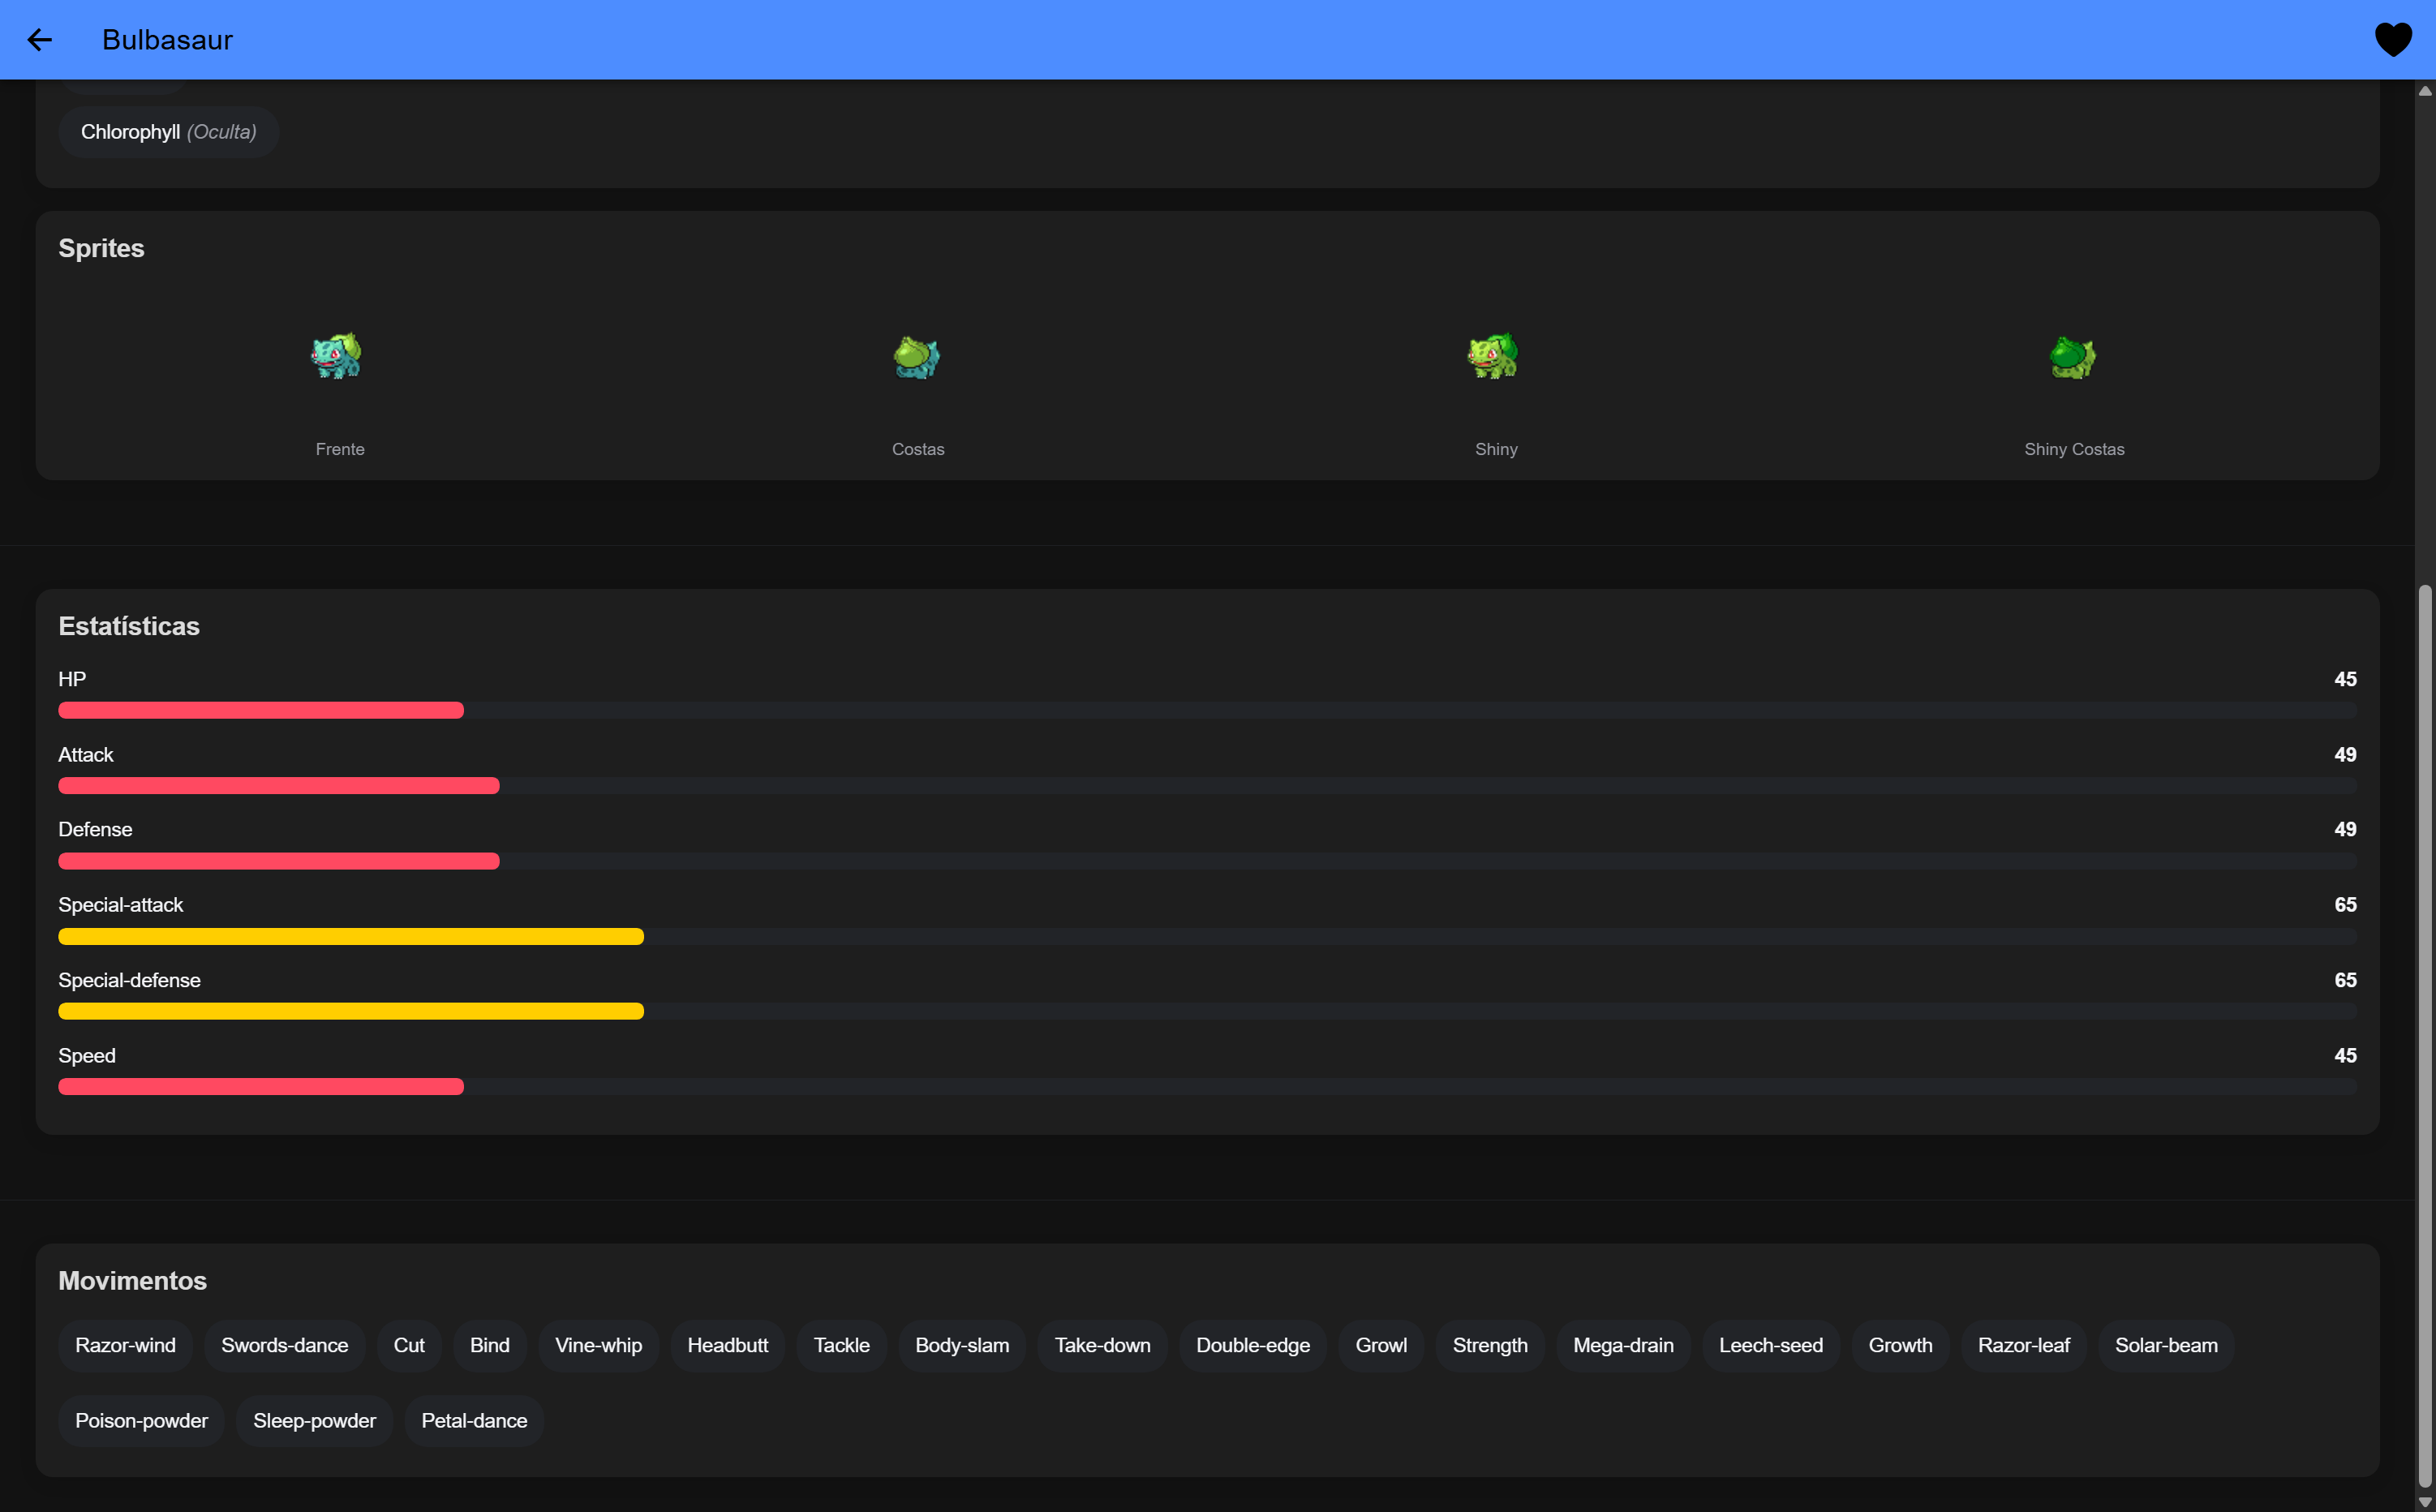 Bulbasaur
Chlorophyll (Oculta)
Sprites
Frente Costas Shiny Shiny Costas
Estatísticas
HP 45
Attack 49
Defense 49
Special-attack 65
Special-defense 65
Speed 45
Movimentos
Razor-wind Swords-dance Cut Bind Vine-whip Headbutt Tackle Body-slam Take-down Double-edge Growl Strength Mega-drain Leech-seed Growth Razor-leaf Solar-beam
Poison-powder Sleep-powder Petal-dance